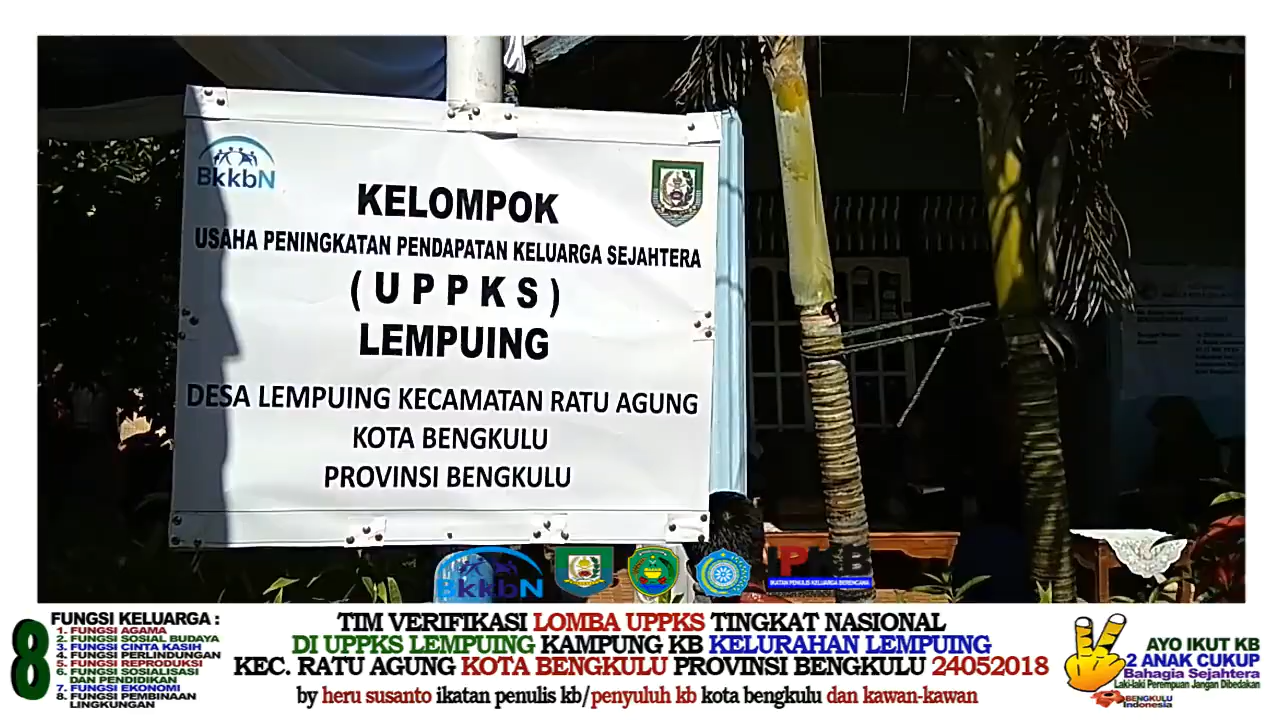 BkkbN
KELOMPOK
USAHA PENINGKATAN PENDAPATAN KELUARGA SEJAHTERA
( U P P K S )
LEMPUING
DESA LEMPUING KECAMATAN RATU AGUNG
KOTA BENGKULU
PROVINSI BENGKULU
BkkbN
IPKB
IKATAN PENULIS KELUARGA BERENCANA
8 FUNGSI KELUARGA :
1. FUNGSI AGAMA
2. FUNGSI SOSIAL BUDAYA
3. FUNGSI CINTA KASIH
4. FUNGSI PERLINDUNGAN
5. FUNGSI REPRODUKSI
6. FUNGSI SOSIALISASI
DAN PENDIDIKAN
7. FUNGSI EKONOMI
8. FUNGSI PEMBINAAN
LINGKUNGAN
TIM VERIFIKASI LOMBA UPPKS TINGKAT NASIONAL
DI UPPKS LEMPUING KAMPUNG KB KELURAHAN LEMPUING
KEC. RATU AGUNG KOTA BENGKULU PROVINSI BENGKULU 24052018
by heru susanto ikatan penulis kb/penyuluh kb kota bengkulu dan kawan-kawan
AYO IKUT KB
2 ANAK CUKUP
Bahagia Sejahtera
Laki-laki Perempuan Jangan Dibedakan
BENGKULU
Indonesia